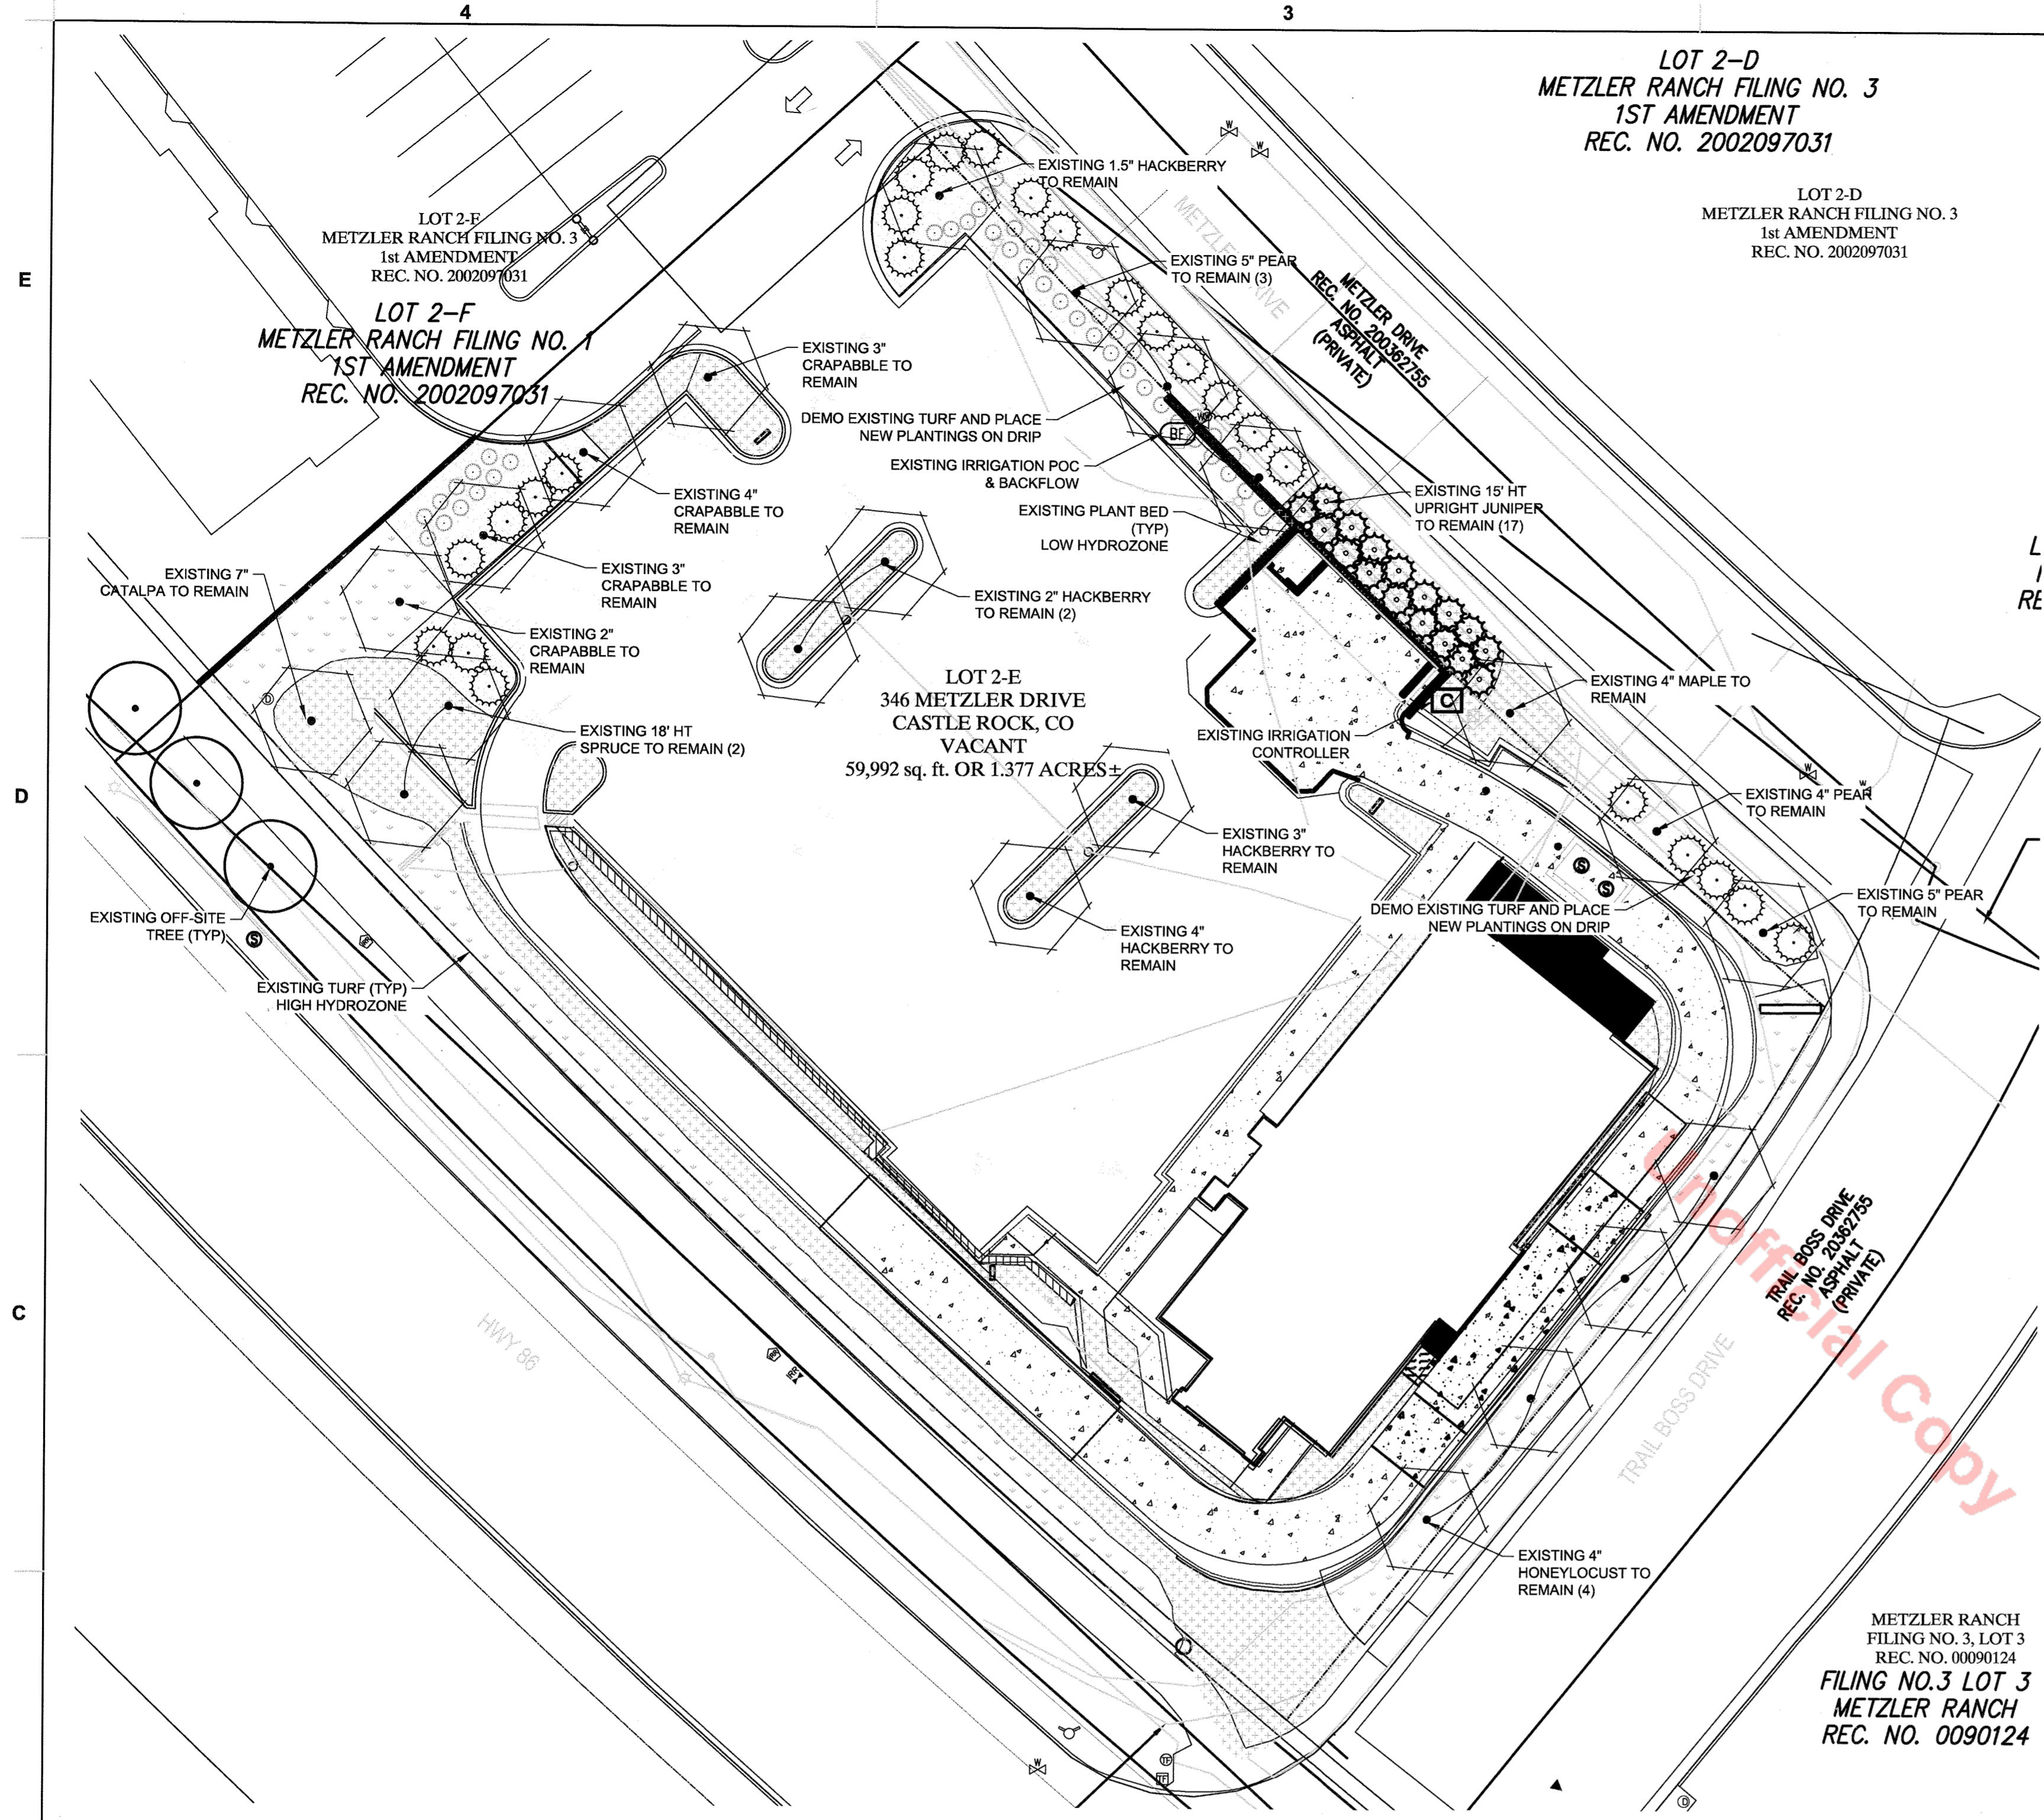 4
3
LOT 2-D
METZLER RANCH FILING NO. 3
1ST AMENDMENT
REC. NO. 2002097031
LOT 2-D
METZLER RANCH FILING NO. 3
1st AMENDMENT
REC. NO. 2002097031
EXISTING 1.5" HACKBERRY
TO REMAIN
W
W
METZLER DRIVE
LOT 2-F
METZLER RANCH FILING NO. 3
1st AMENDMENT
REC. NO. 2002097031
EXISTING 5" PEAR
TO REMAIN (3)
METZLER DRIVE
REC. NO. 200362755
ASPHALT
(PRIVATE)
E
LOT 2-F
METZLER RANCH FILING NO. 1
1ST AMENDMENT
REC. NO. 2002097031
EXISTING 3"
CRAPABBLE TO
REMAIN
DEMO EXISTING TURF AND PLACE
NEW PLANTINGS ON DRIP
BF
EXISTING IRRIGATION POC
& BACKFLOW
EXISTING 4"
CRAPABBLE TO
REMAIN
EXISTING PLANT BED
(TYP)
LOW HYDROZONE
EXISTING 15' HT
UPRIGHT JUNIPER
TO REMAIN (17)
L
RE
EXISTING 7"
CATALPA TO REMAIN
EXISTING 3"
CRAPABBLE TO
REMAIN
EXISTING 2" HACKBERRY
TO REMAIN (2)
EXISTING 2"
CRAPABBLE TO
REMAIN
D
LOT 2-E
346 METZLER DRIVE
CASTLE ROCK, CO
VACANT
59,992 sq. ft. OR 1.377 ACRES±
EXISTING 4" MAPLE TO
REMAIN
C
EXISTING IRRIGATION
CONTROLLER
EXISTING 18' HT
SPRUCE TO REMAIN (2)
W
W
D
EXISTING 4" PEAR
TO REMAIN
EXISTING 3"
HACKBERRY TO
REMAIN
S
S
EXISTING 5" PEAR
TO REMAIN
DEMO EXISTING TURF AND PLACE
NEW PLANTINGS ON DRIP
EXISTING OFF-SITE
TREE (TYP)
S
EXISTING 4"
HACKBERRY TO
REMAIN
EXISTING TURF (TYP)
HIGH HYDROZONE
Unofficial Copy
TRAIL BOSS DRIVE
REC. NO. 20362755
ASPHALT
(PRIVATE)
C
HWY 86
IRR
TRAIL BOSS DRIVE
EXISTING 4"
HONEYLOCUST TO
REMAIN (4)
METZLER RANCH
FILING NO. 3, LOT 3
REC. NO. 00090124
FILING NO.3 LOT 3
METZLER RANCH
REC. NO. 0090124
W
TF
TF
D